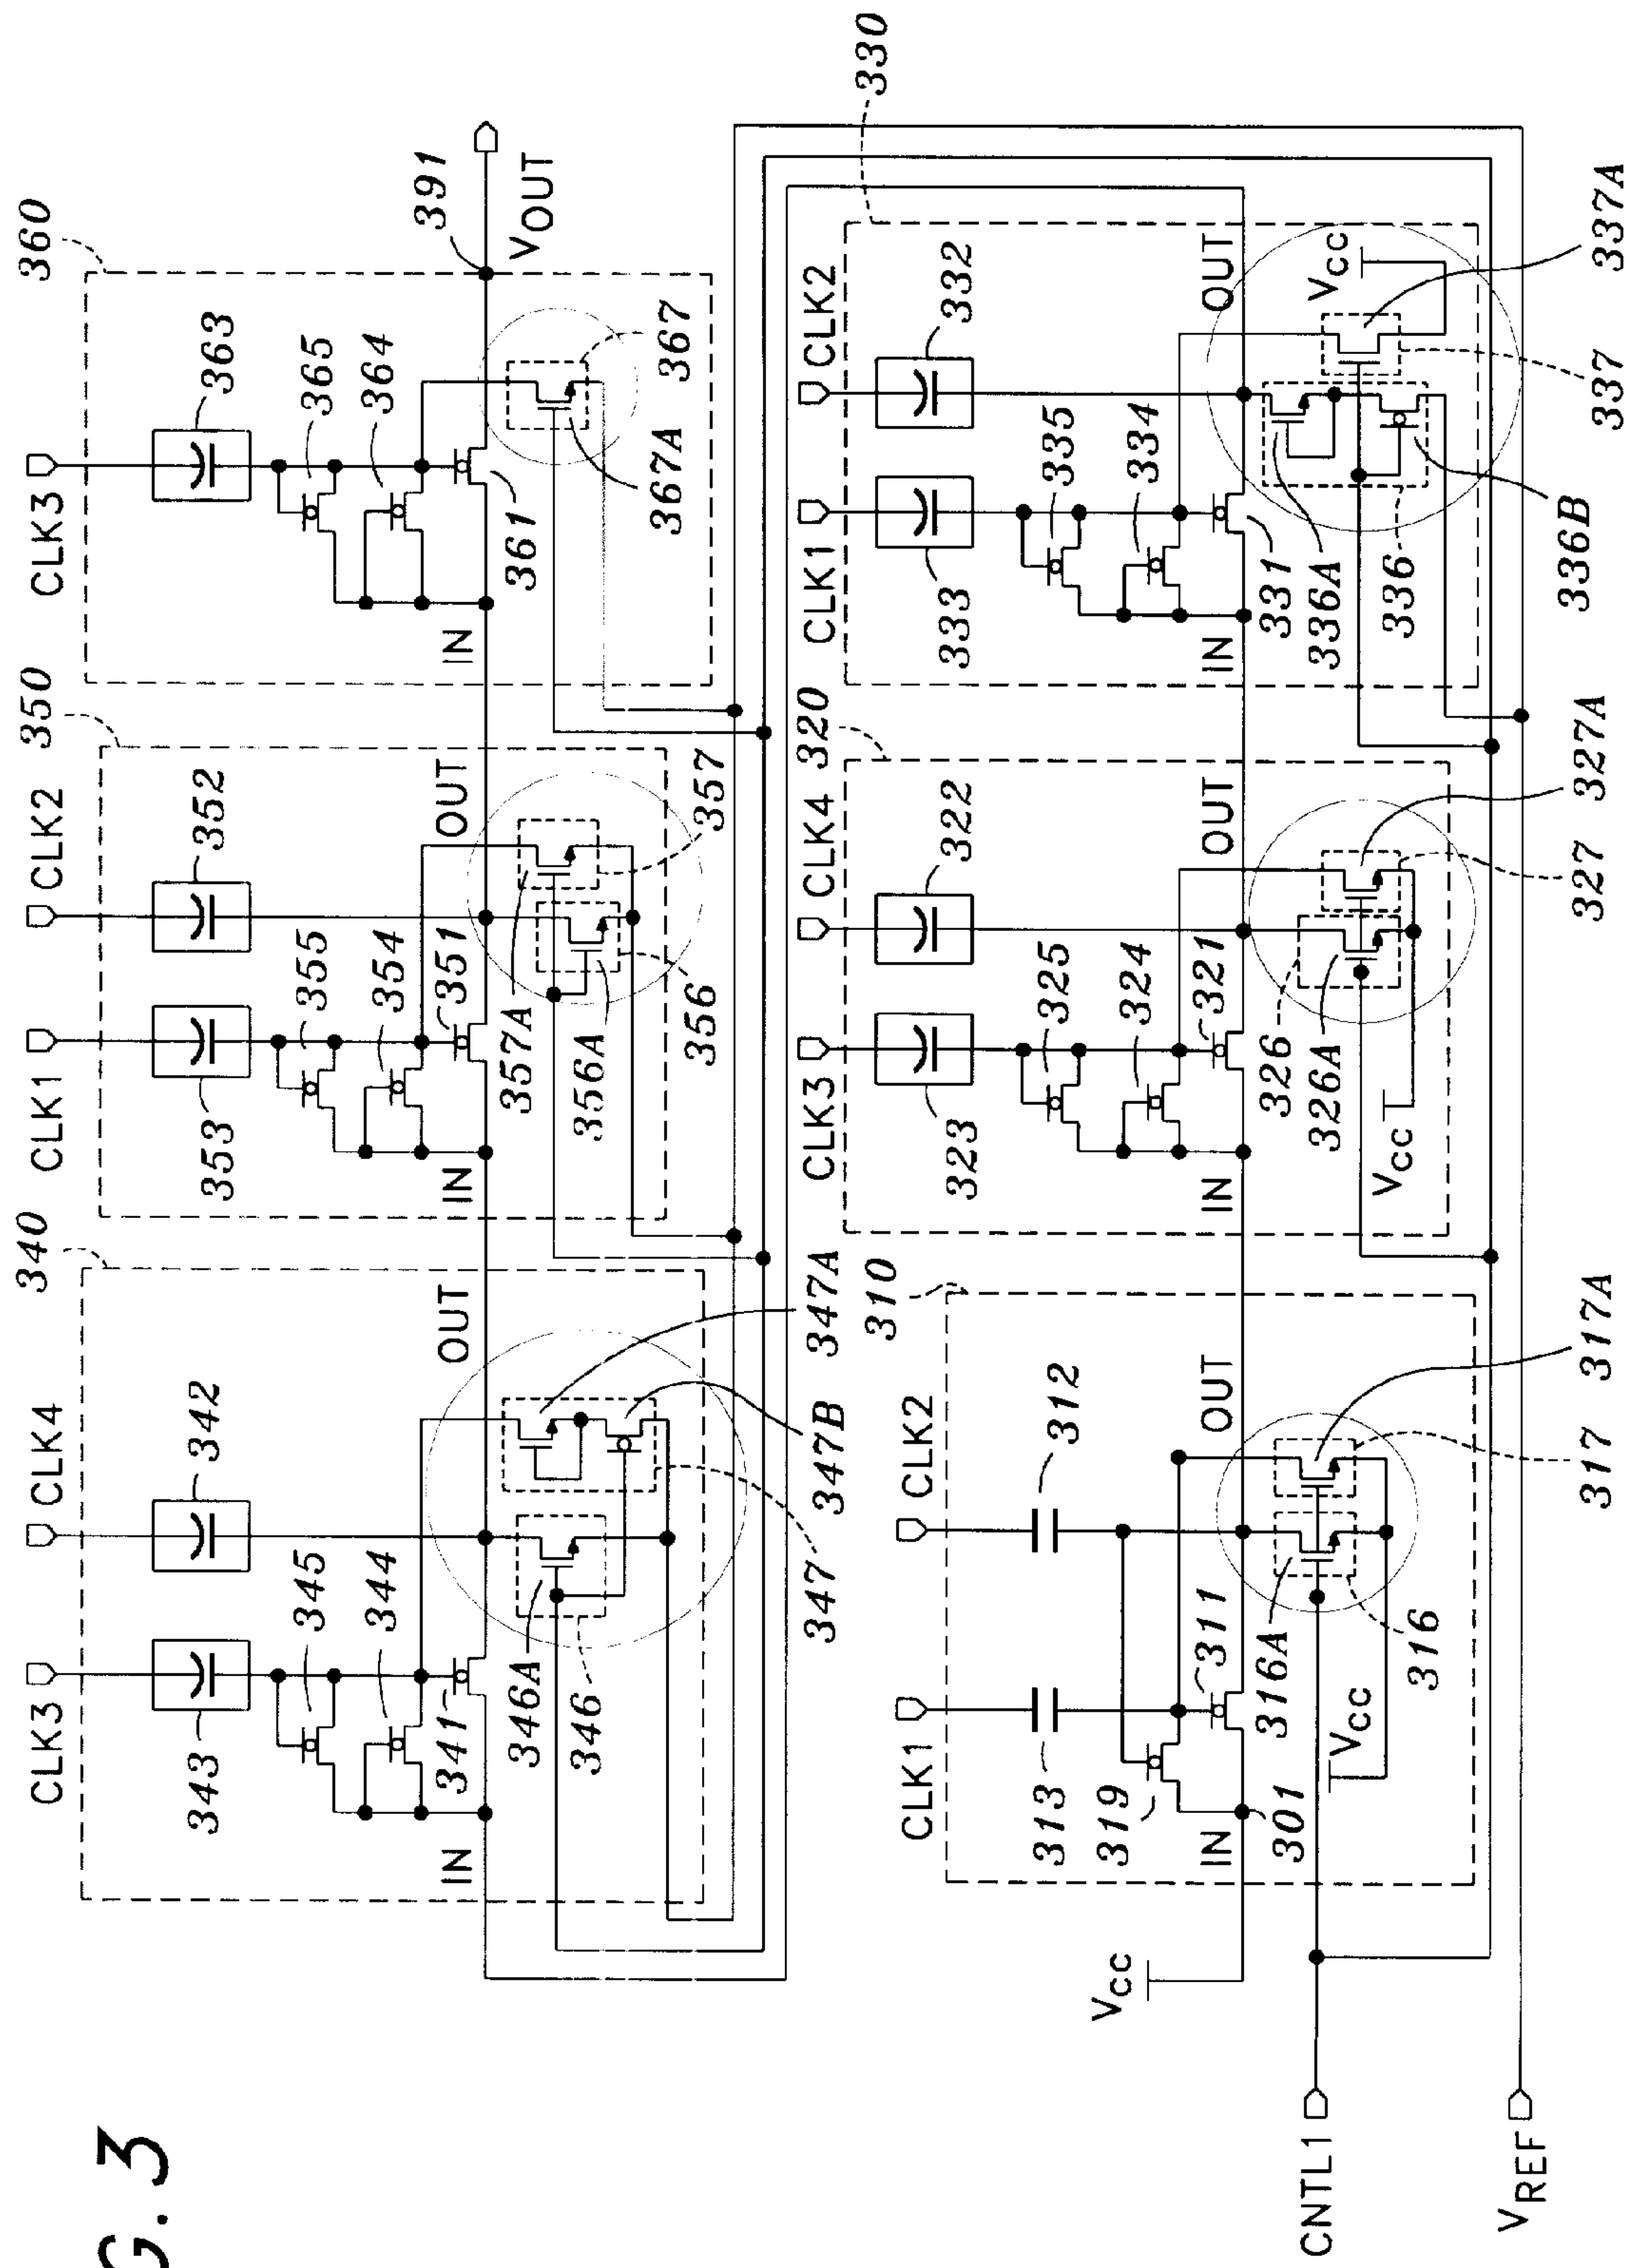 G. 3
340
350
360
CLK3
CLK4
CLK1
CLK2
CLK3
343
342
353
352
363
345
344
355
354
365
364
341
351
361
IN
OUT
IN
OUT
IN
391
VOUT
346A
346
347
347A
347B
357A
356A
356
357
367A
367
310
320
330
CLK1
CLK2
CLK3
CLK4
CLK1
CLK2
313
312
323
322
333
332
319
311
325
324
321
335
334
331
IN
OUT
IN
OUT
IN
OUT
301
VCC
VCC
VCC
VCC
316A
316
317
317A
326
326A
327
327A
336A
336
336B
337
337A
CNTL1
VREF